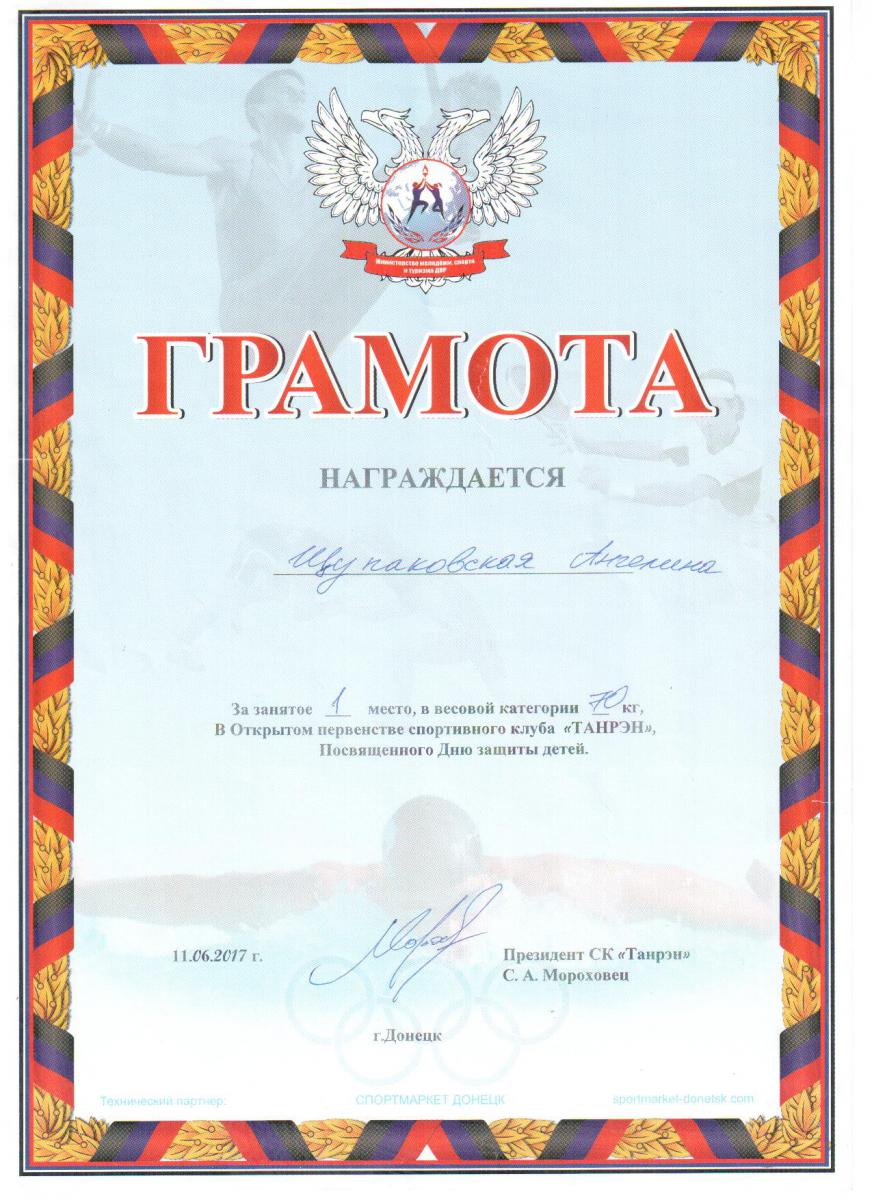 Министерство молодёжи, спорта
и туризма ДНР
ГРАМОТА
НАГРАЖДАЕТСЯ
Щупаковская Ангелина
За занятое 1 место, в весовой категории 70 кг,
В Открытом первенстве спортивного клуба «ТАНРЭН»,
Посвященного Дню зашиты детей.
11.06.2017 г.
Президент СК «Танрэн»
С. А. Мороховец
г.Донецк
Технический партнер: СПОРТМАРКЕТ ДОНЕЦК sportmarket-donetsk.com